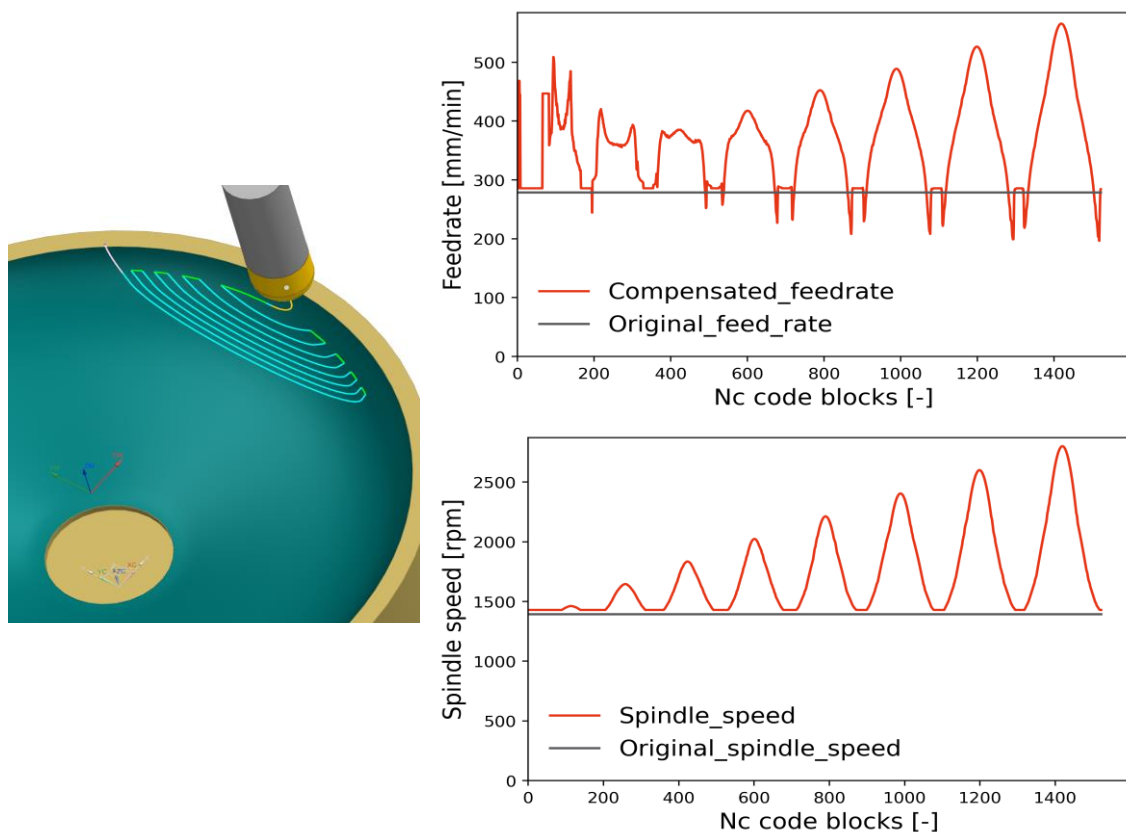 500
400
300
200
100
0
Feedrate [mm/min]
Compensated_feedrate
Original_feed_rate
0 200 400 600 800 1000 1200 1400
Nc code blocks [-]
2500
2000
1500
1000
500
0
Spindle speed [rpm]
Spindle_speed
Original_spindle_speed
0 200 400 600 800 1000 1200 1400
Nc code blocks [-]